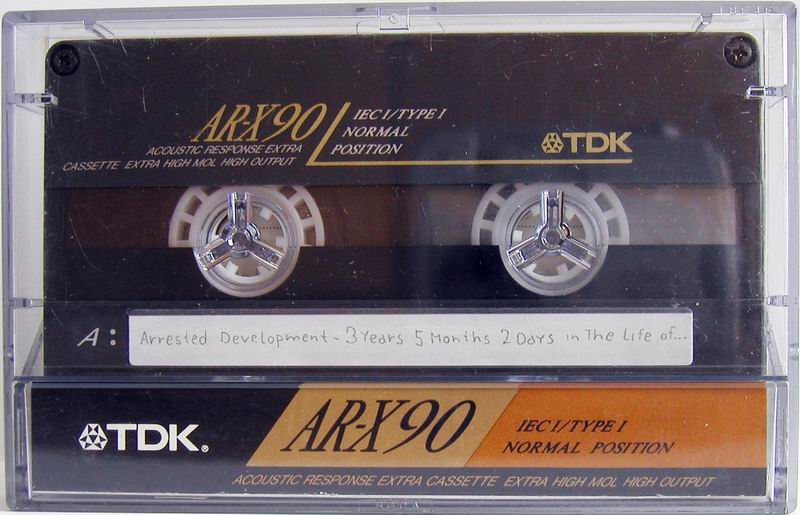 AR-X90
IEC I/TYPE I
NORMAL
POSITION
ACOUSTIC RESPONSE EXTRA
CASSETTE EXTRA HIGH MOL HIGH OUTPUT
TDK
A: Arrested Development - 3 Years 5 Months 2 Days in The Life of...
TDK®
AR-X90
IEC I/TYPE I
NORMAL POSITION
ACOUSTIC RESPONSE EXTRA CASSETTE EXTRA HIGH MOL HIGH OUTPUT